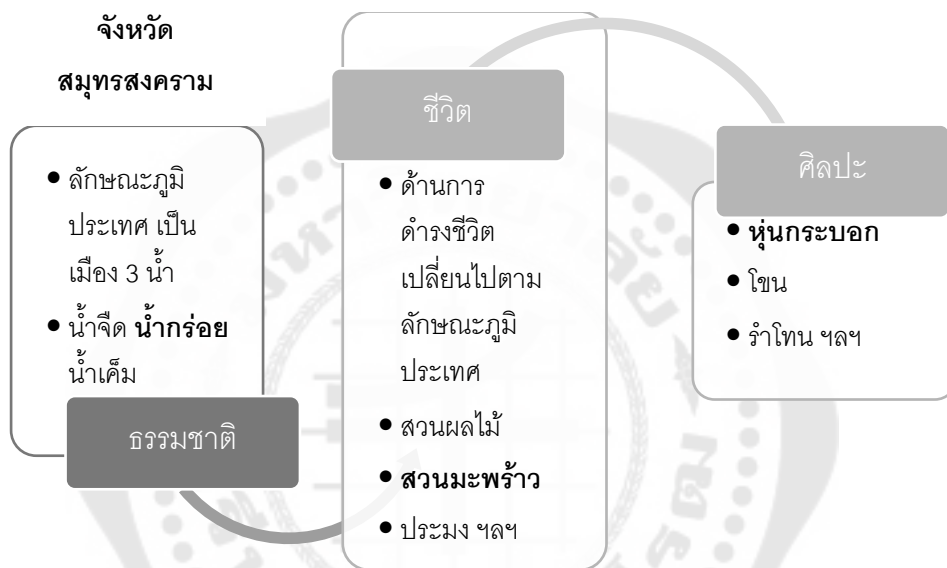 จังหวัด
สมุทรสงคราม
• ลักษณะภูมิ
ประเทศ เป็น
เมือง 3 น้ำ
• น้ำจืด น้ำกร่อย
น้ำเค็ม
ธรรมชาติ
ชีวิต
• ด้านการ
ดำรงชีวิต
เปลี่ยนไปตาม
ลักษณะภูมิ
ประเทศ
• สวนผลไม้
• สวนมะพร้าว
• ประมง ฯลฯ
ศิลปะ
• หุ่นกระบอก
• โขน
• รำโทน ฯลฯ